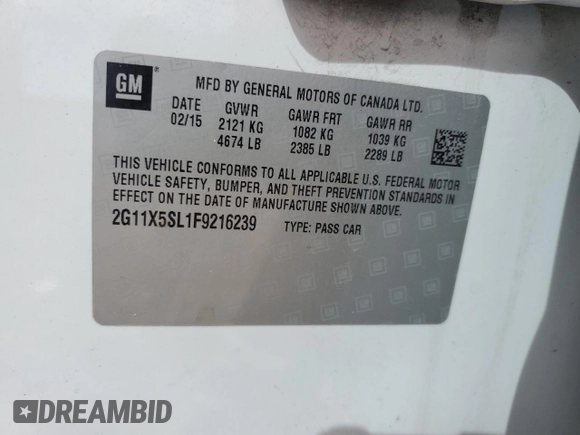 GM
MFD BY GENERAL MOTORS OF CANADA LTD.
DATE GVWR GAWR FRT GAWR RR
02/15 2121 KG 1082 KG 1039 KG
4674 LB 2385 LB 2289 LB
THIS VEHICLE CONFORMS TO ALL APPLICABLE U.S. FEDERAL MOTOR
VEHICLE SAFETY, BUMPER, AND THEFT PREVENTION STANDARDS IN
EFFECT ON THE DATE OF MANUFACTURE SHOWN ABOVE.
2G11X5SL1F9216239 TYPE: PASS CAR
DREAMBID